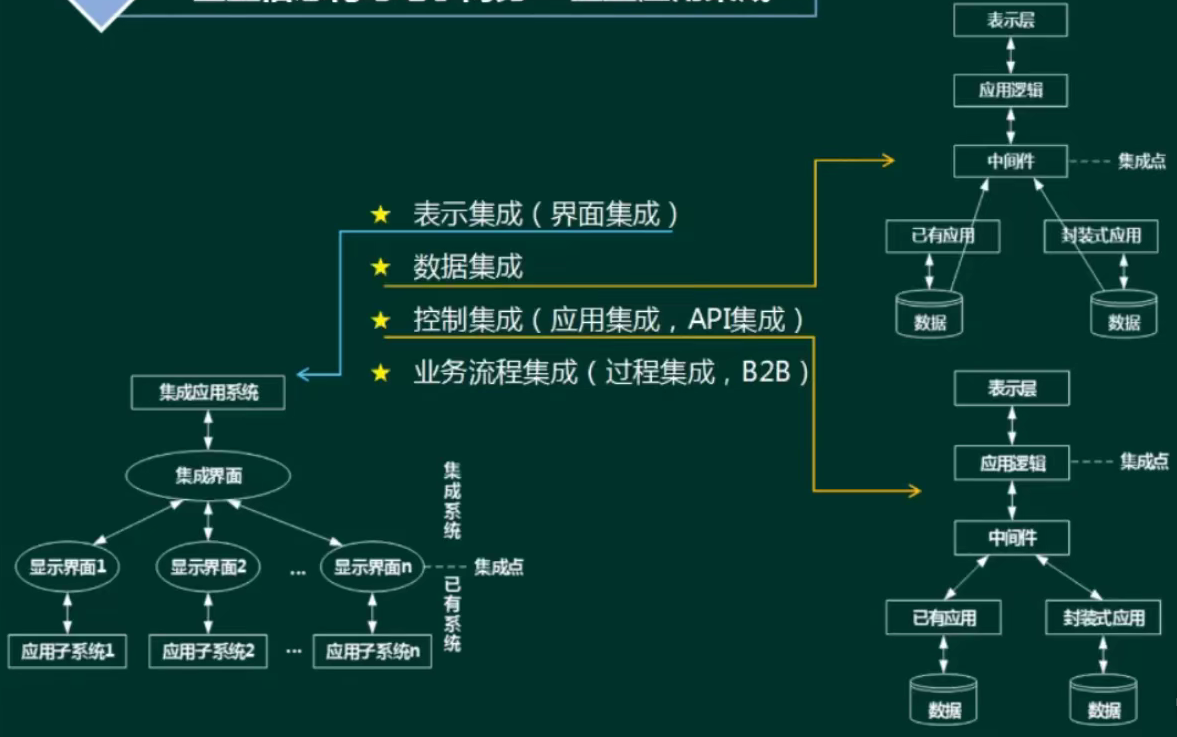 表示集成（界面集成）
数据集成
控制集成（应用集成，API集成）
业务流程集成（过程集成，B2B）
集成应用系统
集成界面
显示界面1
显示界面2
...
显示界面n
集成点
应用子系统1
应用子系统2
...
应用子系统n
集成系统
已有系统
表示层
应用逻辑
中间件
集成点
已有应用
封装式应用
数据
数据
表示层
应用逻辑
集成点
中间件
已有应用
封装式应用
数据
数据